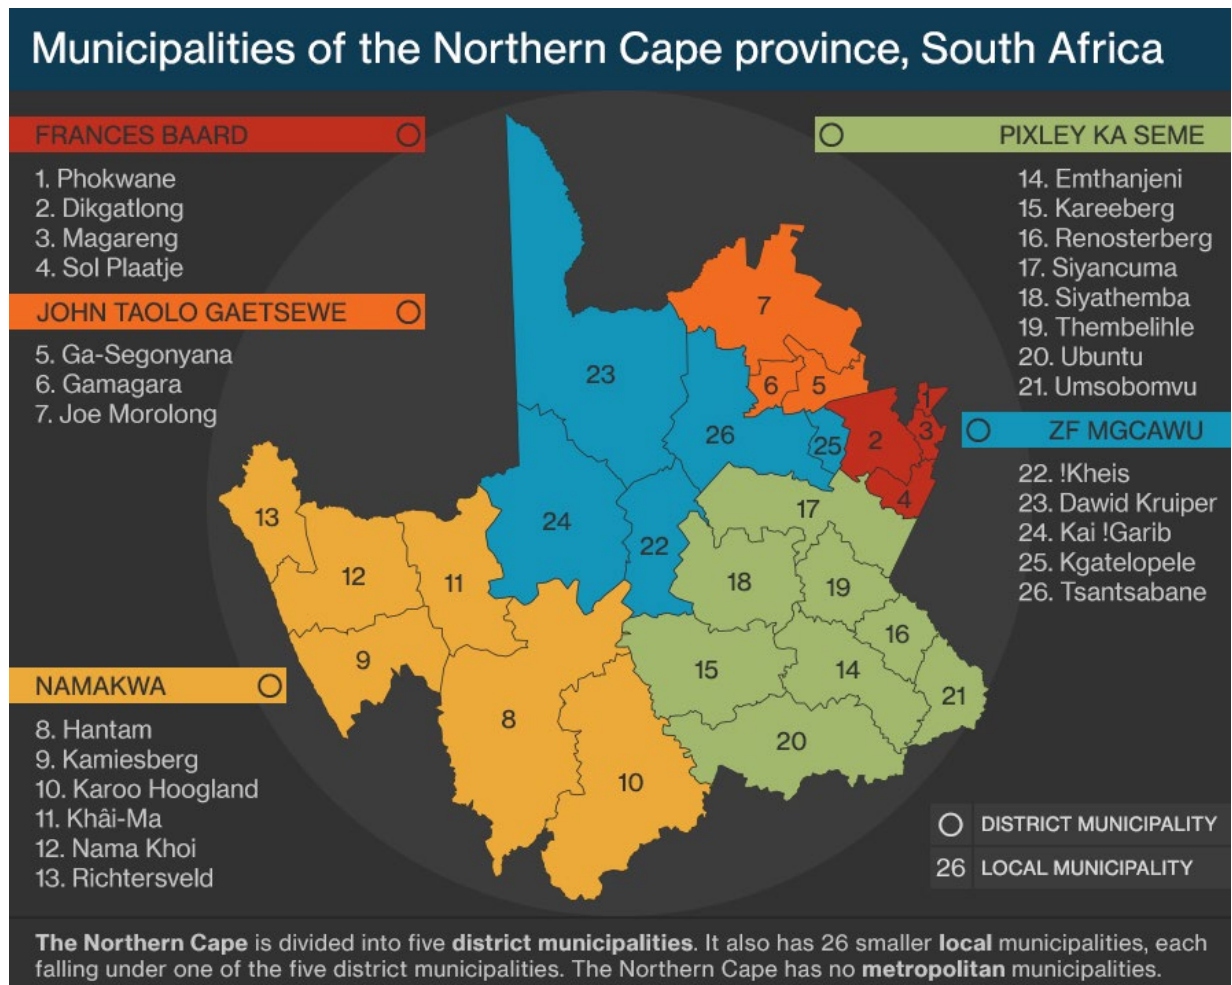 Municipalities of the Northern Cape province, South Africa
FRANCES BAARD
1. Phokwane
2. Dikgatlong
3. Magareng
4. Sol Plaatje
JOHN TAOLO GAETSEWE
5. Ga-Segonyana
6. Gamagara
7. Joe Morolong
NAMAKWA
8. Hantam
9. Kamiesberg
10. Karoo Hoogland
11. Khâi-Ma
12. Nama Khoi
13. Richtersveld
PIXLEY KA SEME
14. Emthanjeni
15. Kareeberg
16. Renosterberg
17. Siyancuma
18. Siyathemba
19. Thembelihle
20. Ubuntu
21. Umsobomvu
ZF MGCAWU
22. !Kheis
23. Dawid Kruiper
24. Kai !Garib
25. Kgatelopele
26. Tsantsabane
7
23
6
5
1
26
25
2
3
4
17
13
24
22
12
11
18
19
16
9
15
14
21
8
20
10
DISTRICT MUNICIPALITY
26 LOCAL MUNICIPALITY
The Northern Cape is divided into five district municipalities. It also has 26 smaller local municipalities, each
falling under one of the five district municipalities. The Northern Cape has no metropolitan municipalities.